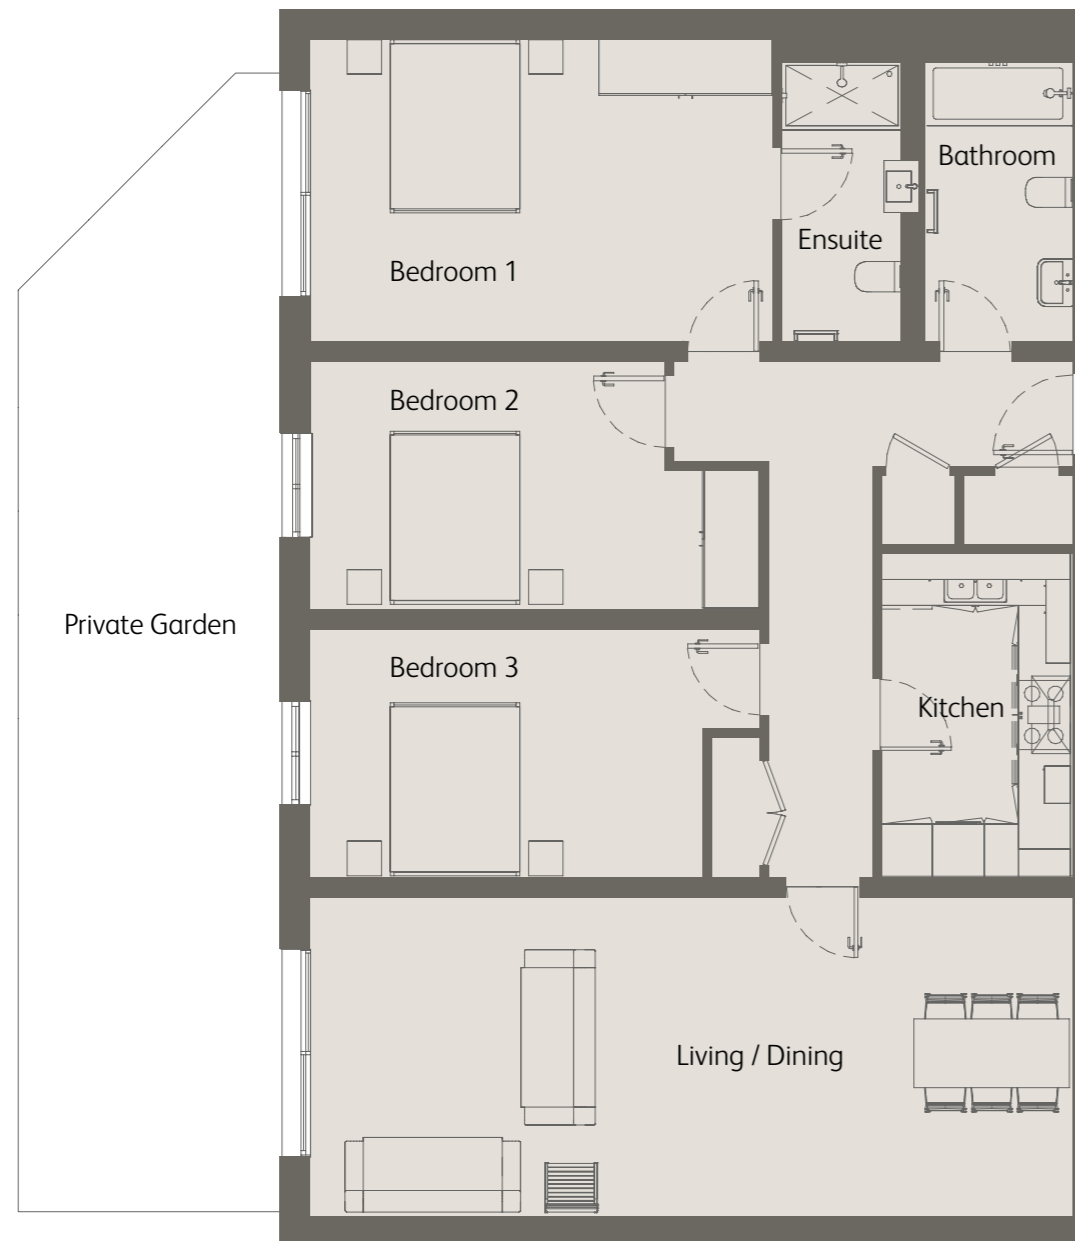 Bathroom
Ensuite
Bedroom 1
Bedroom 2
Private Garden
Bedroom 3
Kitchen
Living / Dining